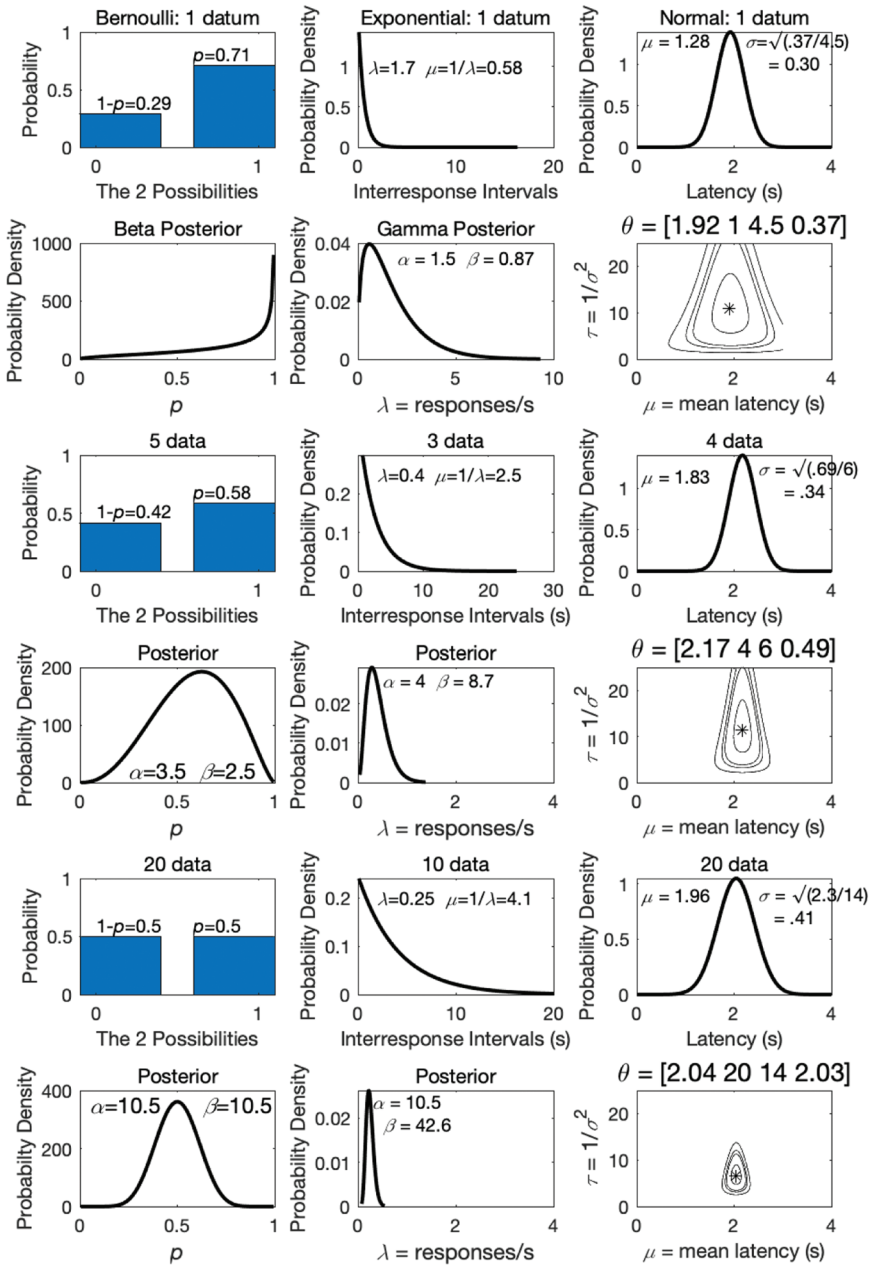 Bernoulli: 1 datum
Probability
1
0.5
0
1-p=0.29
p=0.71
0
1
The 2 Possibilities
Exponential: 1 datum
Probability Density
1
0.5
0
λ=1.7 μ=1/λ=0.58
0
10
20
Interresponse Intervals
Normal: 1 datum
Probability Density
1
0.5
0
μ = 1.28
σ=√(.37/4.5)
= 0.30
0
2
4
Latency (s)
Beta Posterior
Probability Density
1000
500
0
0
0.5
1
p
Gamma Posterior
Probability Density
0.04
0.02
0
α = 1.5 β = 0.87
0
5
10
λ = responses/s
θ = [1.92 1 4.5 0.37]
τ = 1/σ²
20
10
0
0
2
4
μ = mean latency (s)
5 data
Probability
1
0.5
0
1-p=0.42
p=0.58
0
1
The 2 Possibilities
3 data
Probability Density
0.2
0.1
0
λ=0.4 μ=1/λ=2.5
0
10
20
30
Interresponse Intervals (s)
4 data
Probability Density
1
0.5
0
μ = 1.83
σ = √(.69/6)
= .34
0
2
4
Latency (s)
Posterior
Probability Density
200
100
0
α=3.5 β=2.5
0
0.5
1
p
Posterior
Probability Density
0.02
0.01
0
α = 4 β = 8.7
0
2
4
λ = responses/s
θ = [2.17 4 6 0.49]
τ = 1/σ²
20
10
0
0
2
4
μ = mean latency (s)
20 data
Probability
1
0.5
0
1-p=0.5
p=0.5
0
1
The 2 Possibilities
10 data
Probability Density
0.2
0.1
0
λ=0.25 μ=1/λ=4.1
0
10
20
Interresponse Intervals (s)
20 data
Probability Density
1
0.5
0
μ = 1.96
σ = √(2.3/14)
= .41
0
2
4
Latency (s)
Posterior
Probability Density
400
200
0
α=10.5 β=10.5
0
0.5
1
p
Posterior
Probability Density
0.02
0.01
0
α = 10.5
β = 42.6
0
2
4
λ = responses/s
θ = [2.04 20 14 2.03]
τ = 1/σ²
20
10
0
0
2
4
μ = mean latency (s)